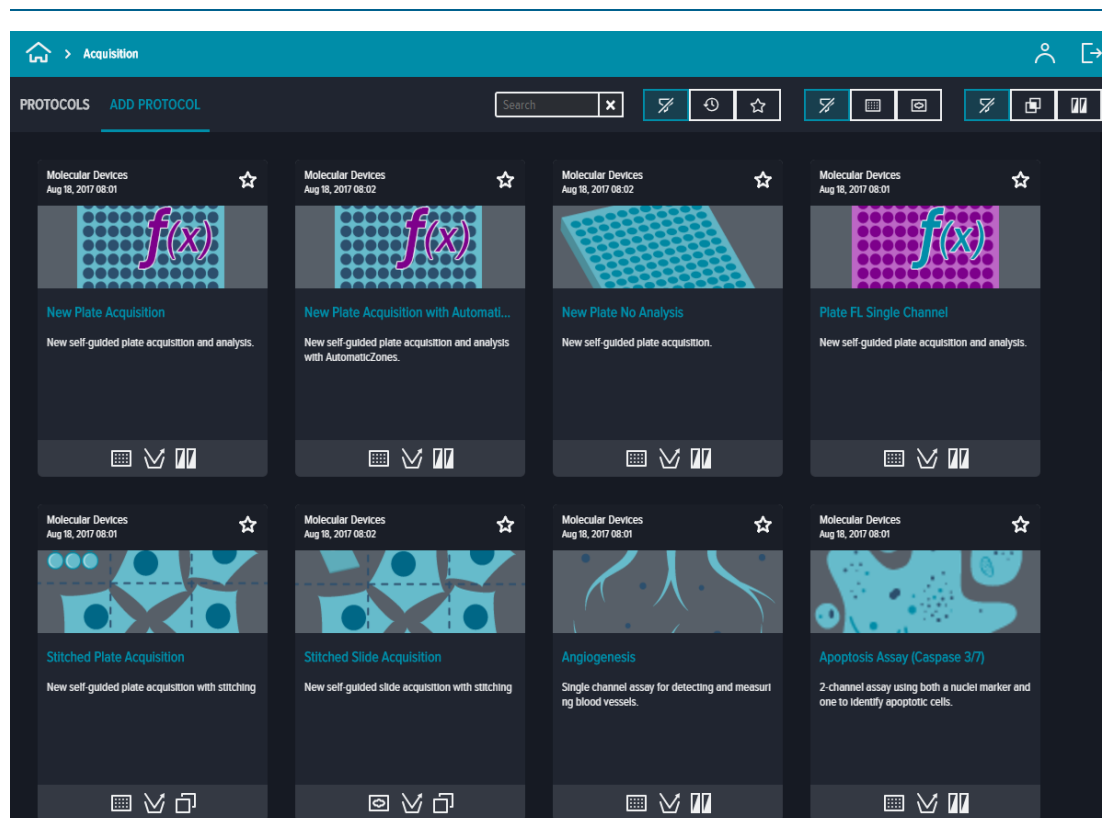 Acquisition
PROTOCOLS ADD PROTOCOL Search
Molecular Devices
Aug 18, 2017 08:01
f(x)
New Plate Acquisition
New self-guided plate acquisition and analysis.
Molecular Devices
Aug 18, 2017 08:02
f(x)
New Plate Acquisition with Automati...
New self-guided plate acquisition and analysis
with AutomaticZones.
Molecular Devices
Aug 18, 2017 08:02
New Plate No Analysis
New self-guided plate acquisition.
Molecular Devices
Aug 18, 2017 08:01
f(x)
Plate FL Single Channel
New self-guided plate acquisition and analysis.
Molecular Devices
Aug 18, 2017 08:01
Stitched Plate Acquisition
New self-guided plate acquisition with stitching
Molecular Devices
Aug 18, 2017 08:02
Stitched Slide Acquisition
New self-guided slide acquisition with stitching
Molecular Devices
Aug 18, 2017 08:01
Angiogenesis
Single channel assay for detecting and measuri
ng blood vessels.
Molecular Devices
Aug 18, 2017 08:01
Apoptosis Assay (Caspase 3/7)
2-channel assay using both a nuclei marker and
one to identify apoptotic cells.